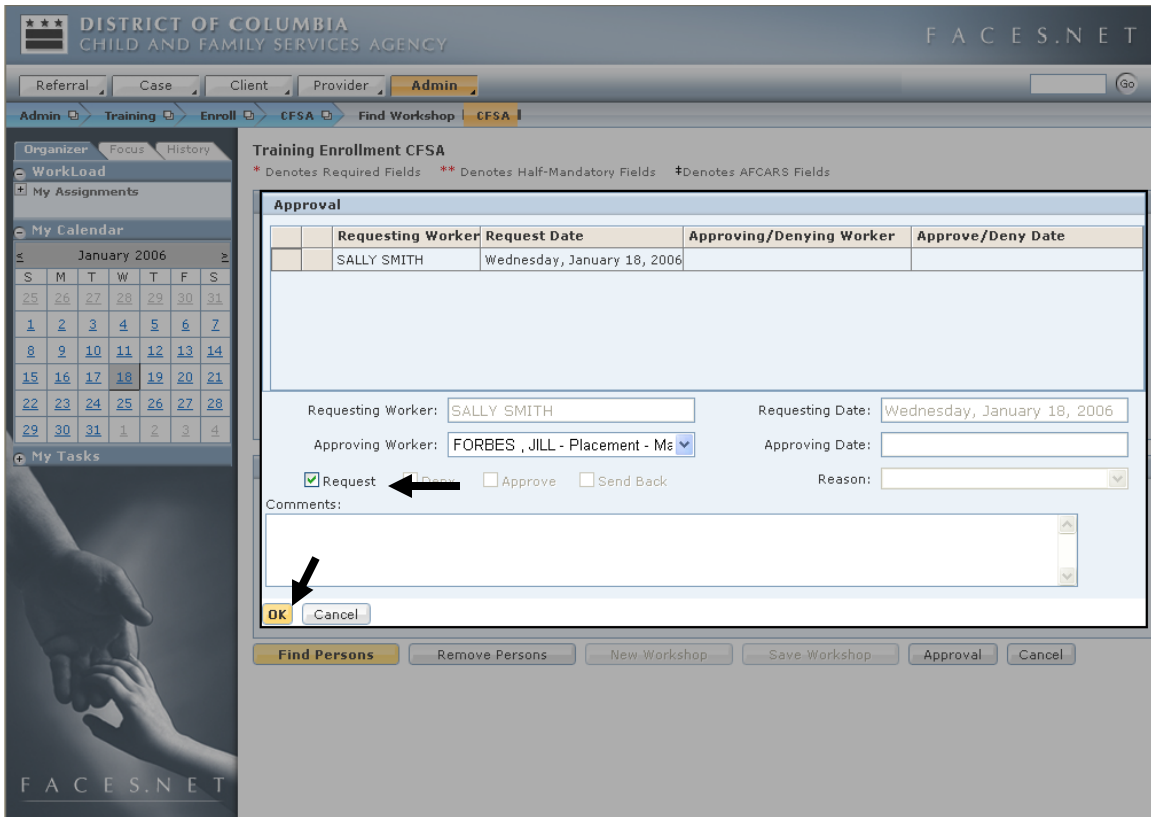 DISTRICT OF COLUMBIA
CHILD AND FAMILY SERVICES AGENCY
F A C E S.N E T
Referral Case Client Provider Admin Go
Admin Training Enroll CFSA Find Workshop CFSA
Organizer Focus History
WorkLoad
My Assignments
My Calendar
< January 2006 >
S M T W T F S
25 26 27 28 29 30 31
1 2 3 4 5 6 7
8 9 10 11 12 13 14
15 16 17 18 19 20 21
22 23 24 25 26 27 28
29 30 31 1 2 3 4
My Tasks
F A C E S.N E T
Training Enrollment CFSA
* Denotes Required Fields ** Denotes Half-Mandatory Fields ‡Denotes AFCARS Fields
Approval
Requesting Worker Request Date Approving/Denying Worker Approve/Deny Date
SALLY SMITH Wednesday, January 18, 2006
Requesting Worker: SALLY SMITH Requesting Date: Wednesday, January 18, 2006
Approving Worker: FORBES , JILL - Placement - Ma Approving Date:
Request Deny Approve Send Back Reason:
Comments:
OK Cancel
Find Persons Remove Persons New Workshop Save Workshop Approval Cancel